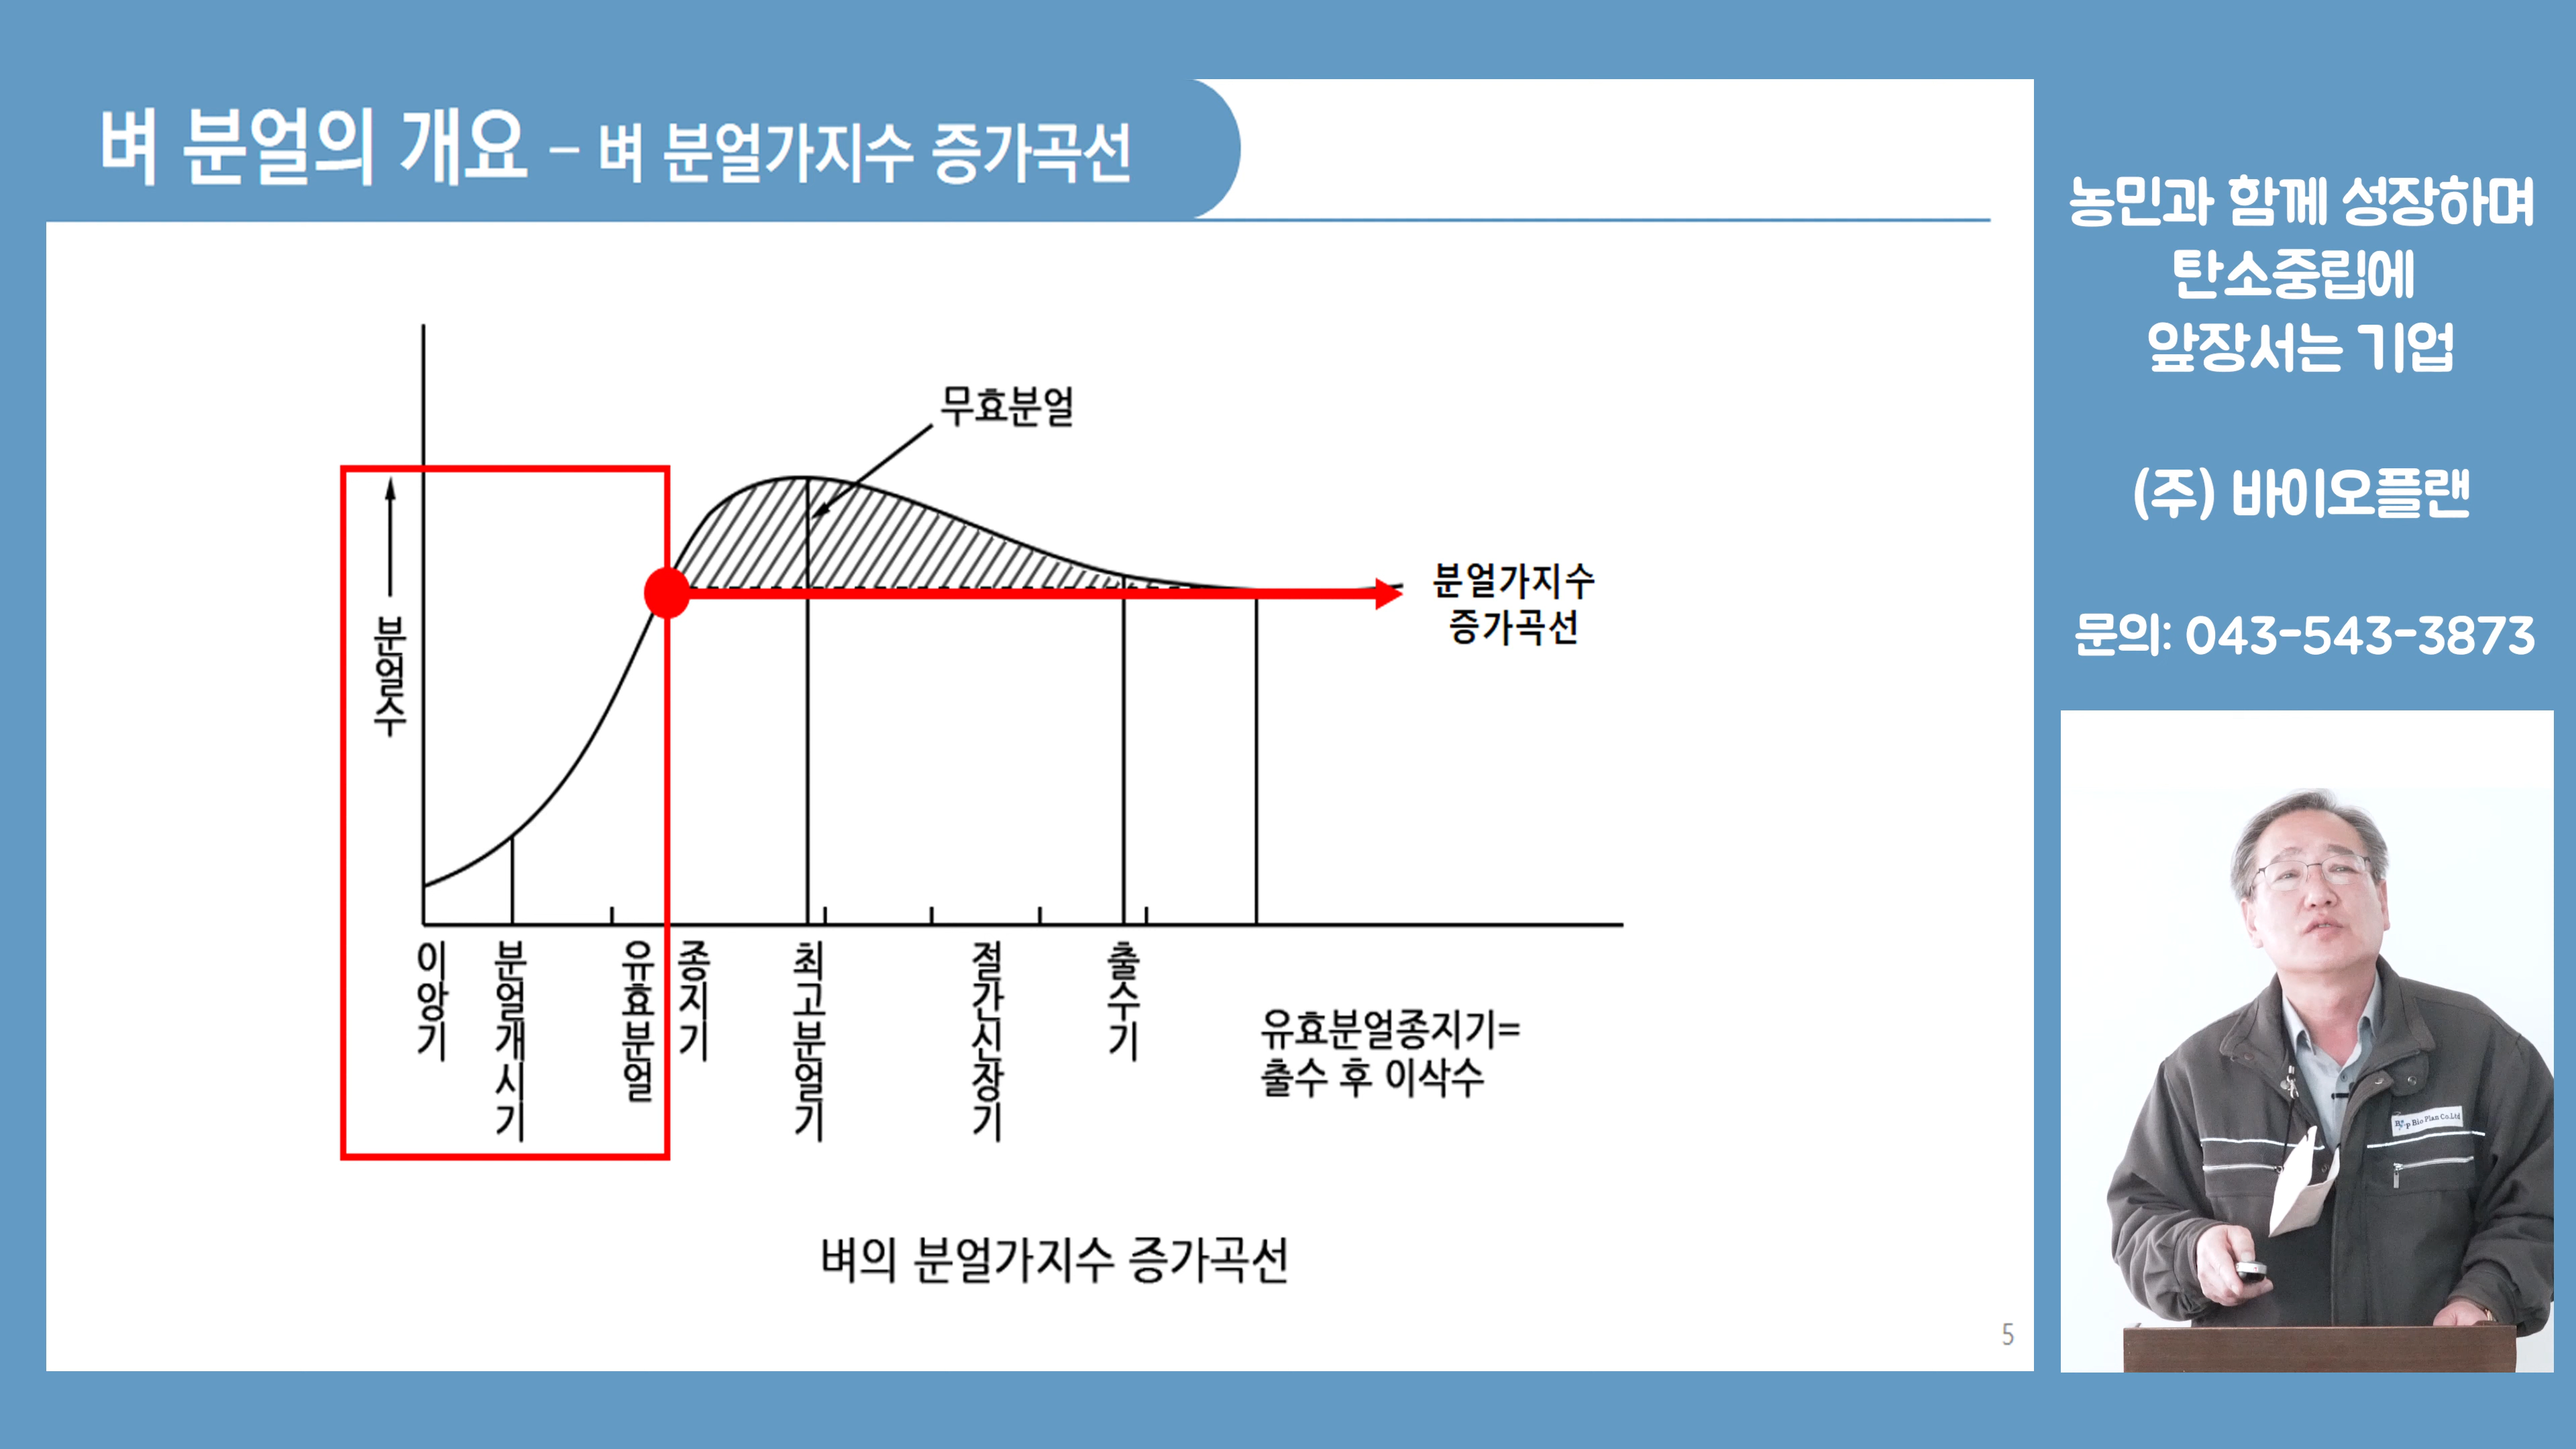 벼 분얼의 개요 - 벼 분얼가지수 증가곡선
무효분얼
분얼수
분얼가지수
증가곡선
이앙기
분얼개시기
유효분얼
종지기
최고분얼기
절간신장기
출수기
유효분얼종지기=
출수 후 이삭수
벼의 분얼가지수 증가곡선
5
농민과 함께 성장하며
탄소중립에
앞장서는 기업
(주) 바이오플랜
문의: 043-543-3873
Bio Plan Co.Ltd